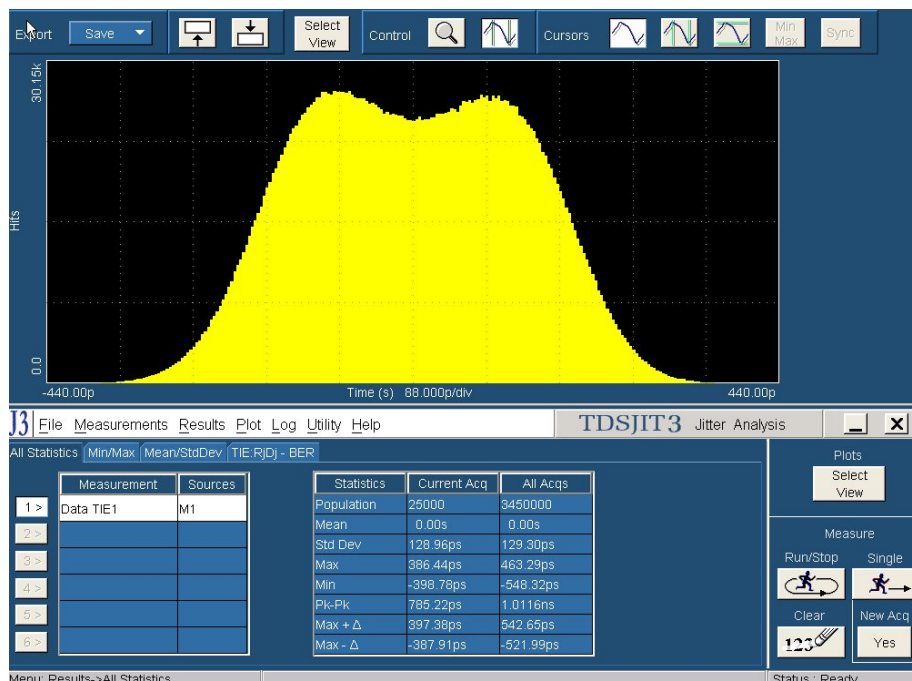 Export Save Select View Control Cursors Min Max Sync
30.15k
Hits
0.0
-440.00p Time (s) 88.000p/div 440.00p
J3 File Measurements Results Plot Log Utility Help TDSJIT3 Jitter Analysis X
All Statistics Min/Max Mean/StdDev TIE:RjDj - BER
Plots
Select View
Measurement Sources
1 > Data TIE1 M1
2 >
3 >
4 >
5 >
6 >
Statistics Current Acq All Acqs
Population 25000 3450000
Mean 0.00s 0.00s
Std Dev 128.96ps 129.30ps
Max 386.44ps 463.29ps
Min -398.78ps -548.32ps
Pk-Pk 785.22ps 1.0116ns
Max + Δ 397.38ps 542.65ps
Max - Δ -387.91ps -521.99ps
Measure
Run/Stop Single
Clear New Acq
123 Yes
Menu: Results->All Statistics Status : Ready